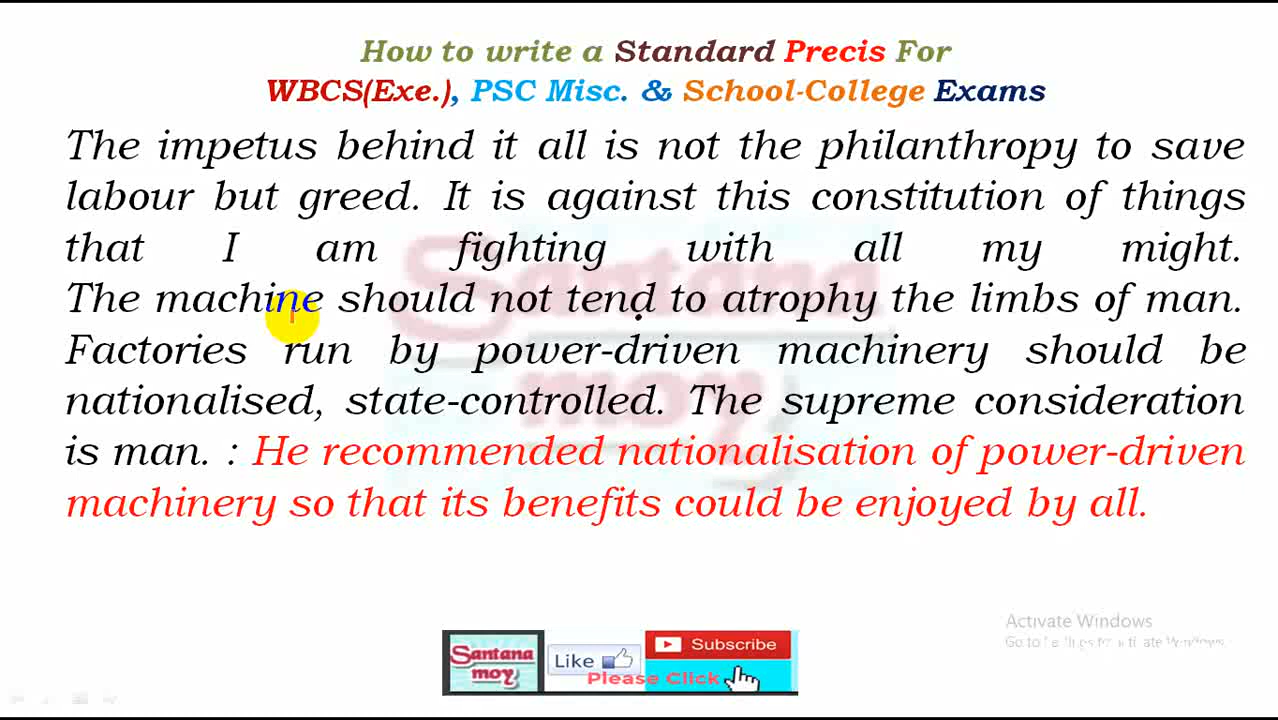 How to write a Standard Precis For
WBCS(Exe.), PSC Misc. & School-College Exams
The impetus behind it all is not the philanthropy to save
labour but greed. It is against this constitution of things
that I am fighting with all my might.
The machine should not tend to atrophy the limbs of man.
Factories run by power-driven machinery should be
nationalised, state-controlled. The supreme consideration
is man. : He recommended nationalisation of power-driven
machinery so that its benefits could be enjoyed by all.
Santana
moy
Activate Windows
Santana
moy
Like
Subscribe
Please Click